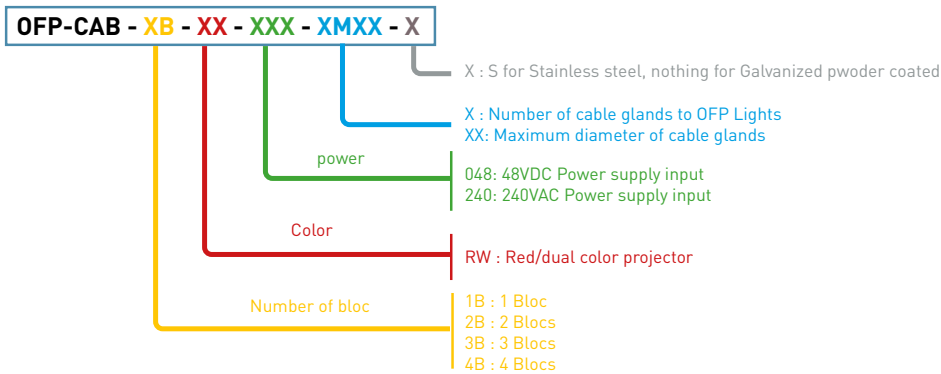 OFP-CAB - XB - XX - XXX - XMXX - X
X : S for Stainless steel, nothing for Galvanized pwoder coated
X : Number of cable glands to OFP Lights
XX: Maximum diameter of cable glands
power
048: 48VDC Power supply input
240: 240VAC Power supply input
Color
RW : Red/dual color projector
Number of bloc
1B : 1 Bloc
2B : 2 Blocs
3B : 3 Blocs
4B : 4 Blocs